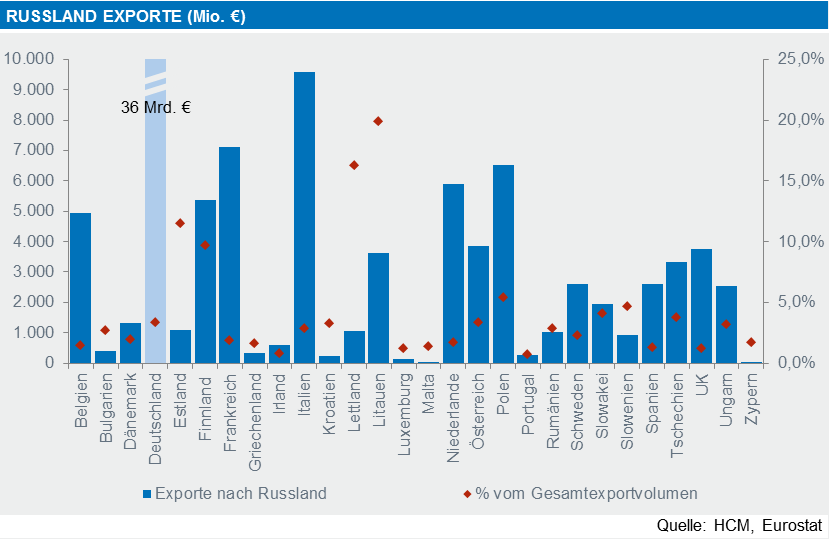 RUSSLAND EXPORTE (Mio. €)
10.000
9.000
8.000
7.000
6.000
5.000
4.000
3.000
2.000
1.000
0
25,0%
20,0%
15,0%
10,0%
5,0%
0,0%
36 Mrd. €
Belgien
Bulgarien
Dänemark
Deutschland
Estland
Finnland
Frankreich
Griechenland
Irland
Italien
Kroatien
Lettland
Litauen
Luxemburg
Malta
Niederlande
Österreich
Polen
Portugal
Rumänien
Schweden
Slowakei
Slowenien
Spanien
Tschechien
UK
Ungarn
Zypern
Exporte nach Russland
% vom Gesamtexportvolumen
Quelle: HCM, Eurostat